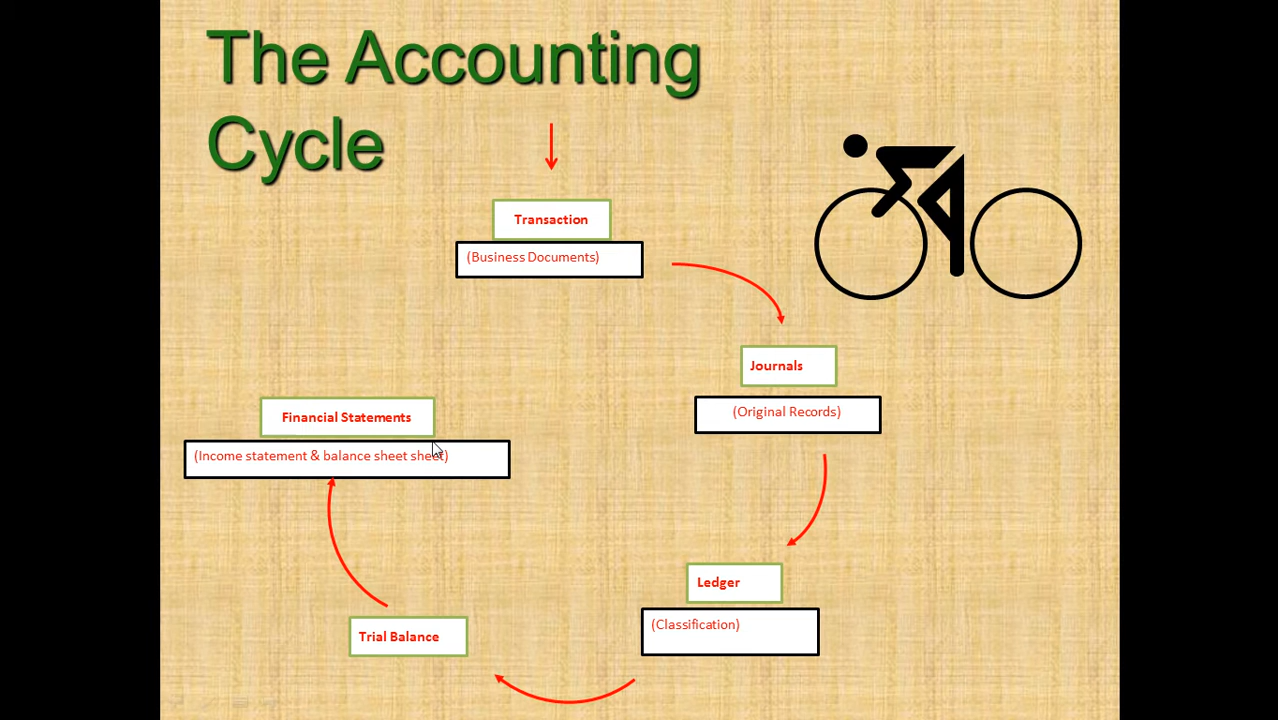 The Accounting
Cycle
Transaction
(Business Documents)
Journals
(Original Records)
Ledger
(Classification)
Trial Balance
Financial Statements
(Income statement & balance sheet sheet)